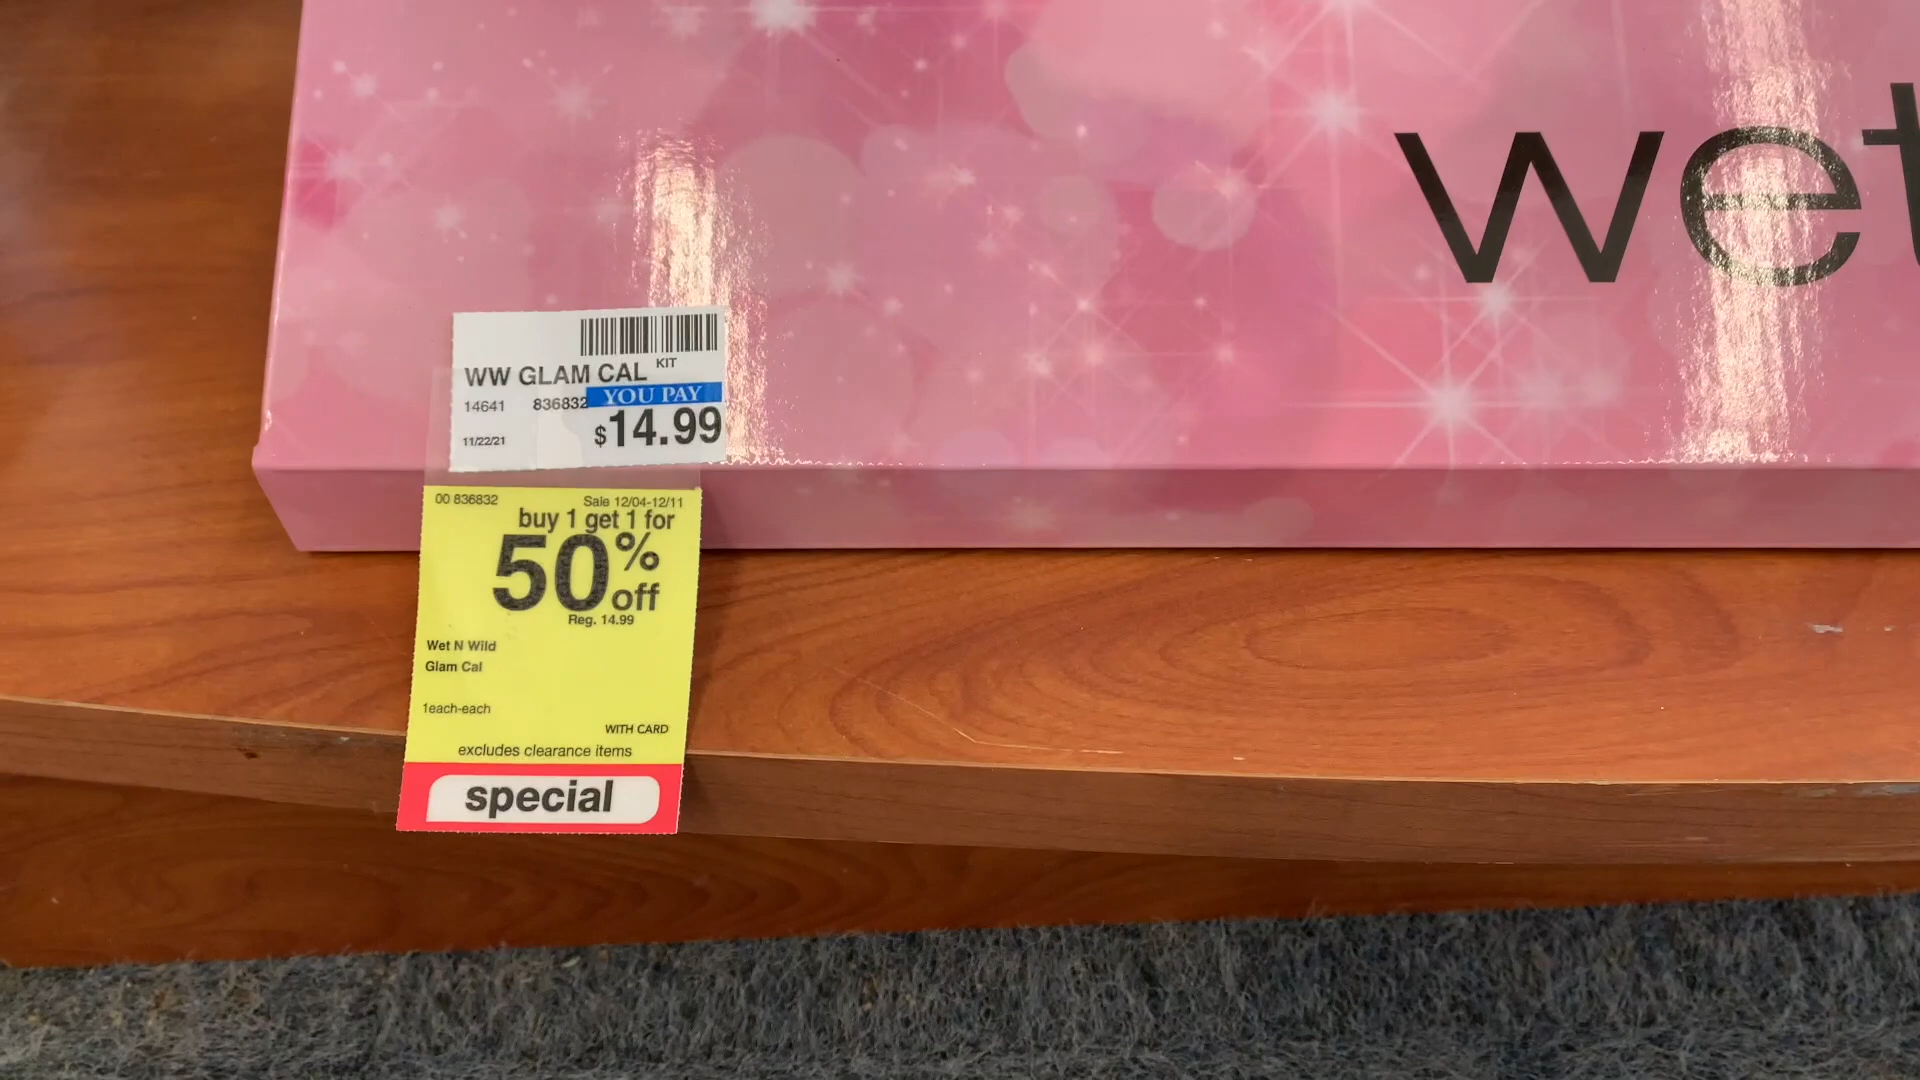 wet
WW GLAM CAL KIT
14641 836832 YOU PAY
11/22/21 $14.99
00 836832 Sale 12/04-12/11
buy 1 get 1 for
50% off
Reg. 14.99
Wet N Wild
Glam Cal
1each-each
WITH CARD
excludes clearance items
special